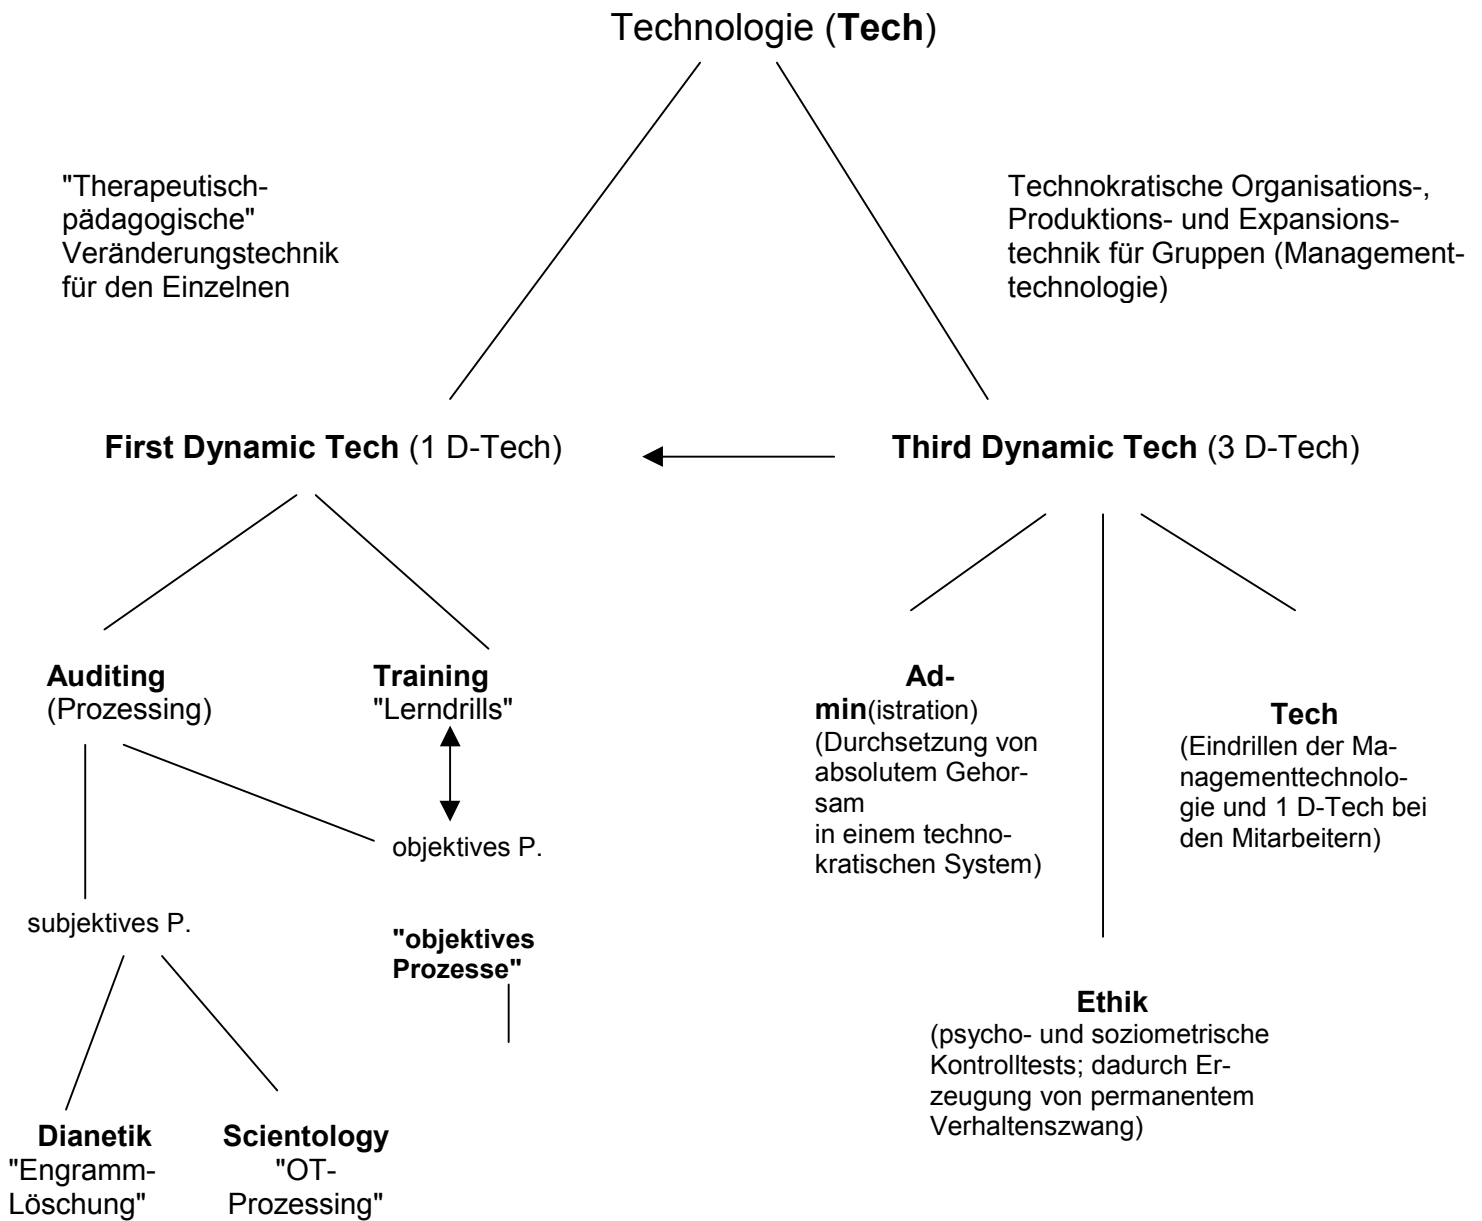 Technologie (Tech)
"Therapeutisch-
pädagogische"
Veränderungstechnik
für den Einzelnen
Technokratische Organisations-,
Produktions- und Expansions-
technik für Gruppen (Management-
technologie)
First Dynamic Tech (1 D-Tech)
Third Dynamic Tech (3 D-Tech)
Auditing
(Prozessing)
Training
"Lerndrills"
objektives P.
subjektives P.
"objektives
Prozesse"
Dianetik
"Engramm-
Löschung"
Scientology
"OT-
Prozessing"
Ad-
min(istration)
(Durchsetzung von
absolutem Gehor-
sam
in einem techno-
kratischen System)
Tech
(Eindrillen der Ma-
nagementtechnolo-
gie und 1 D-Tech bei
den Mitarbeitern)
Ethik
(psycho- und soziometrische
Kontrolltests; dadurch Er-
zeugung von permanentem
Verhaltenszwang)